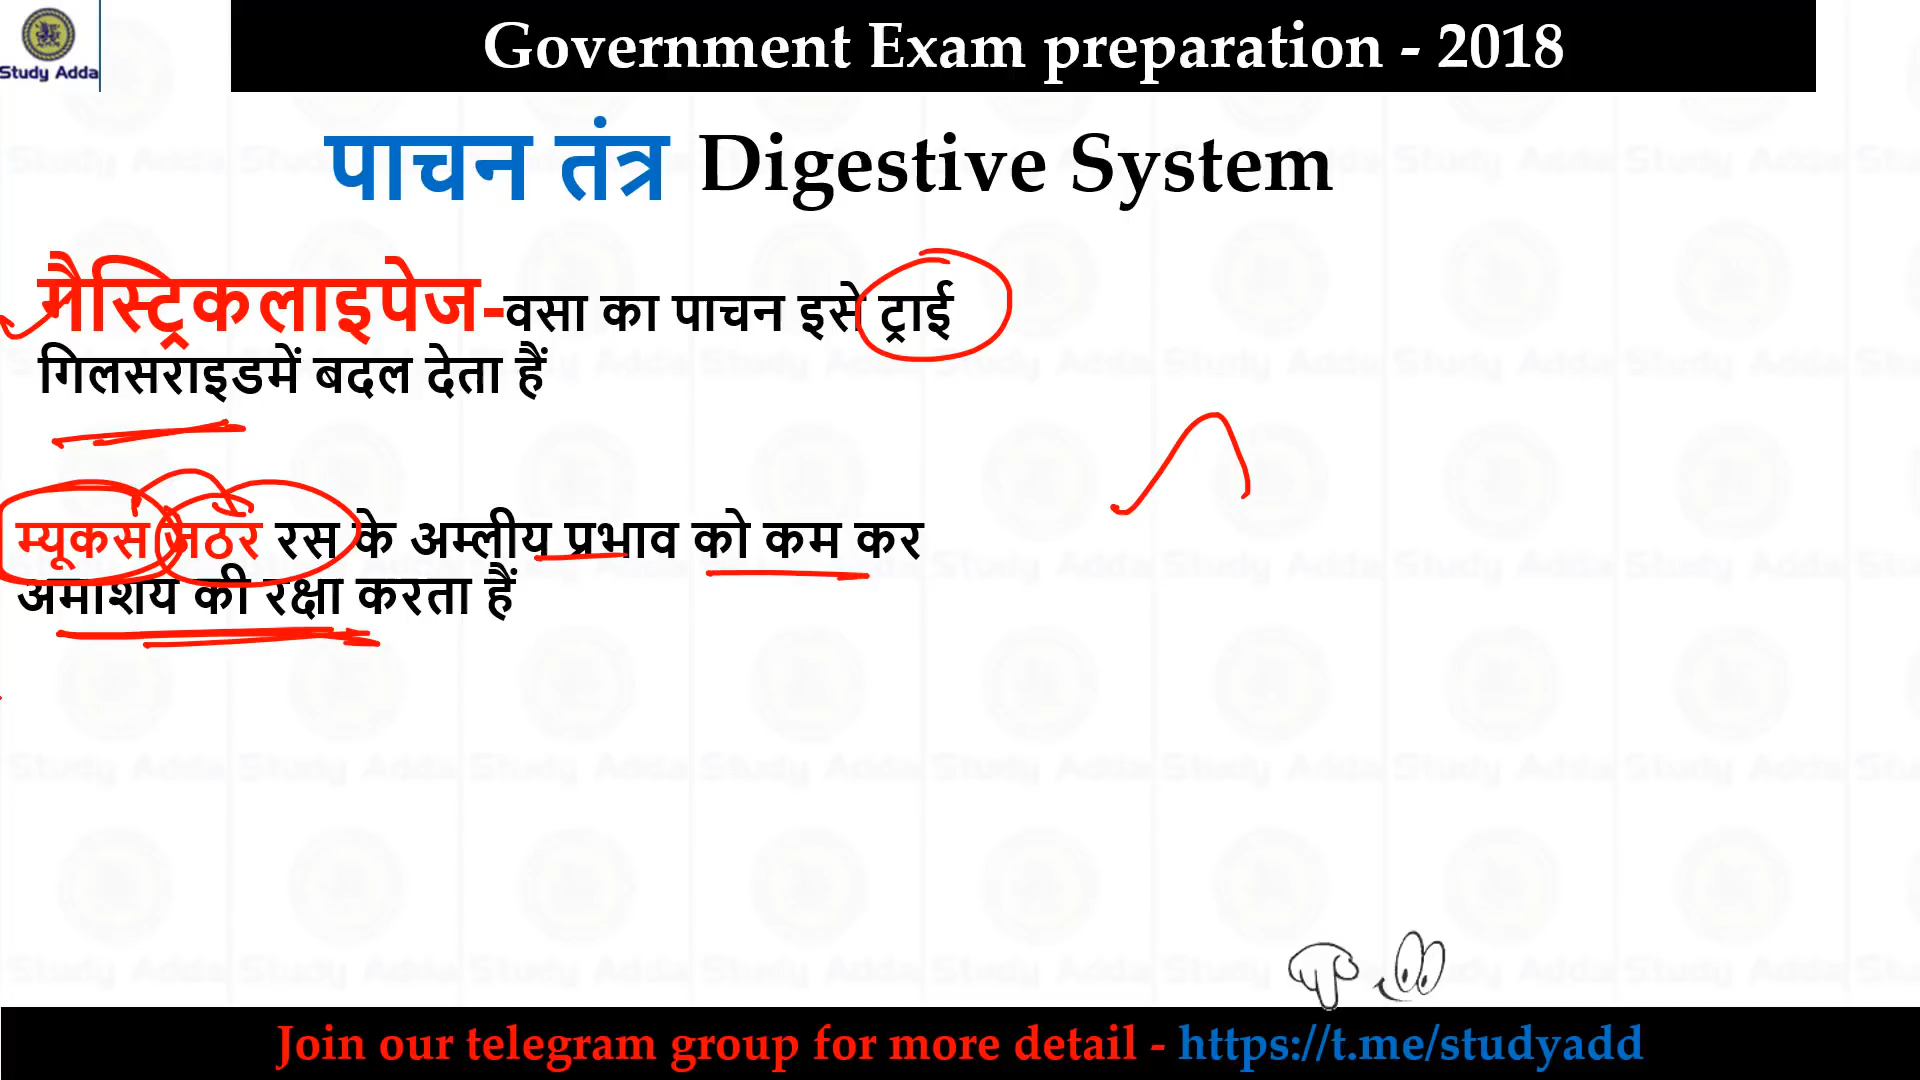 Study Adda
Government Exam preparation - 2018
पाचन तंत्र Digestive System
गैस्ट्रिकलाइपेज-वसा का पाचन इसे ट्राई
गिलसराइडमें बदल देता हैं
म्यूकस जठर रस के अम्लीय प्रभाव को कम कर
अमाशय की रक्षा करता हैं
Join our telegram group for more detail - https://t.me/studyadd